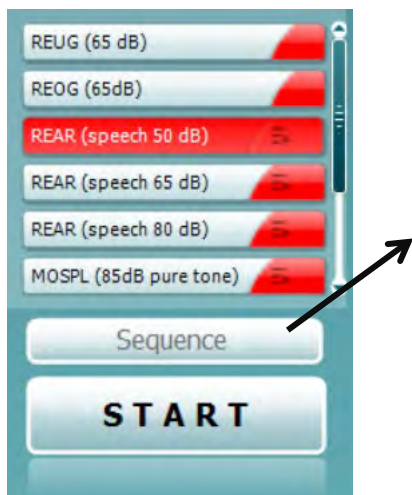 REUG (65 dB)
REOG (65dB)
REAR (speech 50 dB)
REAR (speech 65 dB)
REAR (speech 80 dB)
MOSPL (85dB pure tone)
Sequence
START